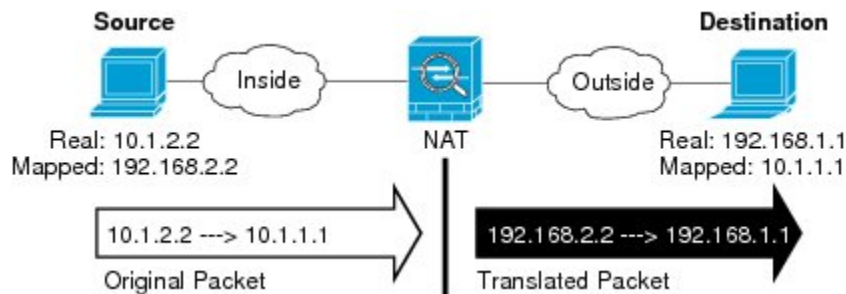 Source
Destination
Inside
Outside
Real: 10.1.2.2
Mapped: 192.168.2.2
NAT
Real: 192.168.1.1
Mapped: 10.1.1.1
10.1.2.2 ---> 10.1.1.1
192.168.2.2 ---> 192.168.1.1
Original Packet
Translated Packet